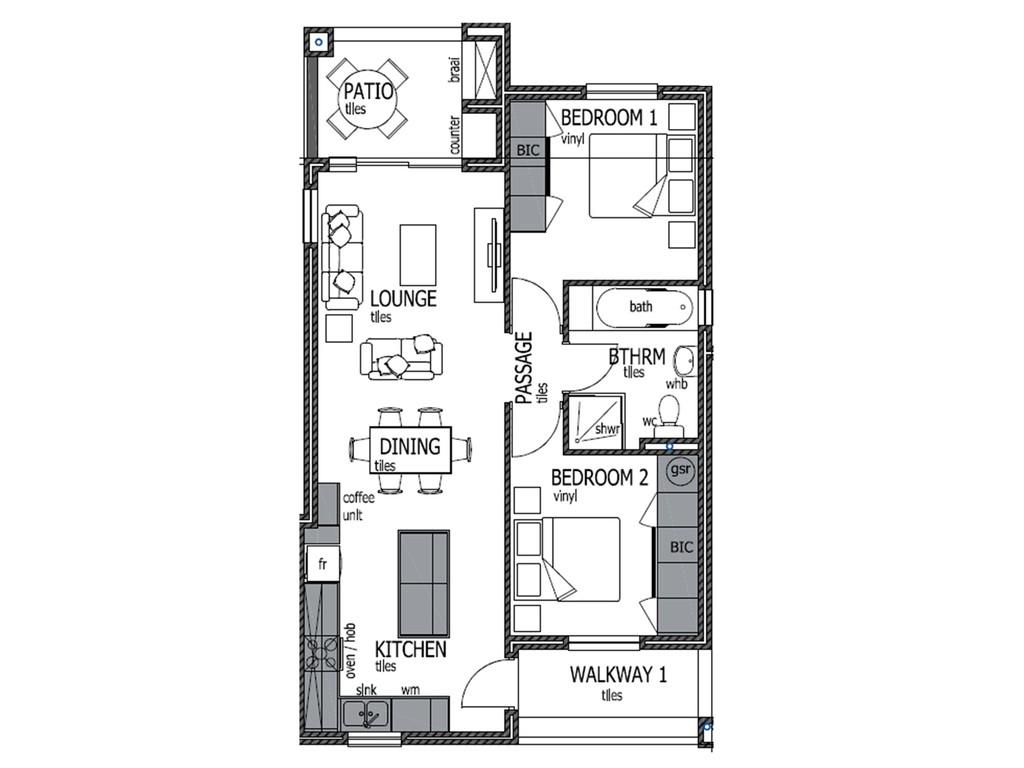 PATIO
tiles
braai
counter
BEDROOM 1
vinyl
BIC
LOUNGE
tiles
bath
PASSAGE
tiles
BTHRM
tiles
whb
wc
shwr
DINING
tiles
BEDROOM 2
vinyl
gsr
BIC
coffee
unit
fr
oven / hob
KITCHEN
tiles
sink
wm
WALKWAY 1
tiles